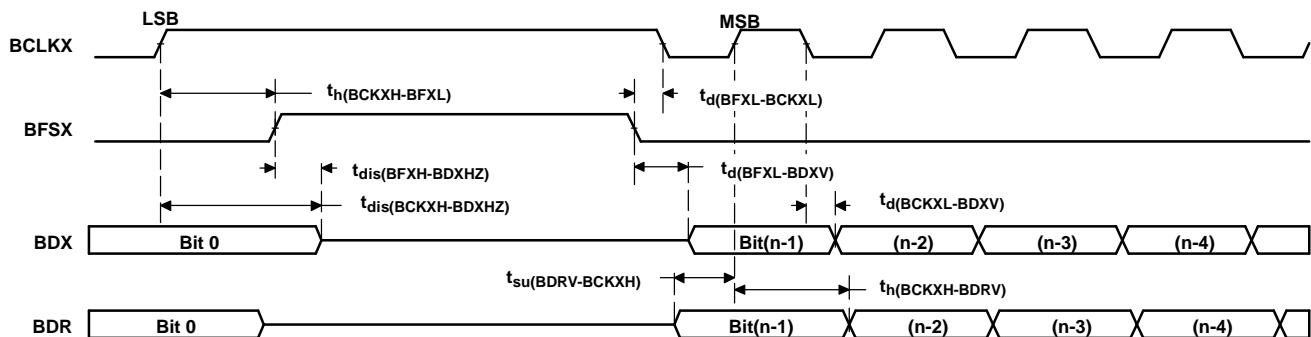 LSB MSB
BCLKX
th(BCKXH-BFXL) td(BFXL-BCKXL)
BFSX
tdis(BFXH-BDXHZ) td(BFXL-BDXV)
tdis(BCKXH-BDXHZ) td(BCKXL-BDXV)
BDX Bit 0 Bit(n-1) (n-2) (n-3) (n-4)
tsu(BDRV-BCKXH) th(BCKXH-BDRV)
BDR Bit 0 Bit(n-1) (n-2) (n-3) (n-4)